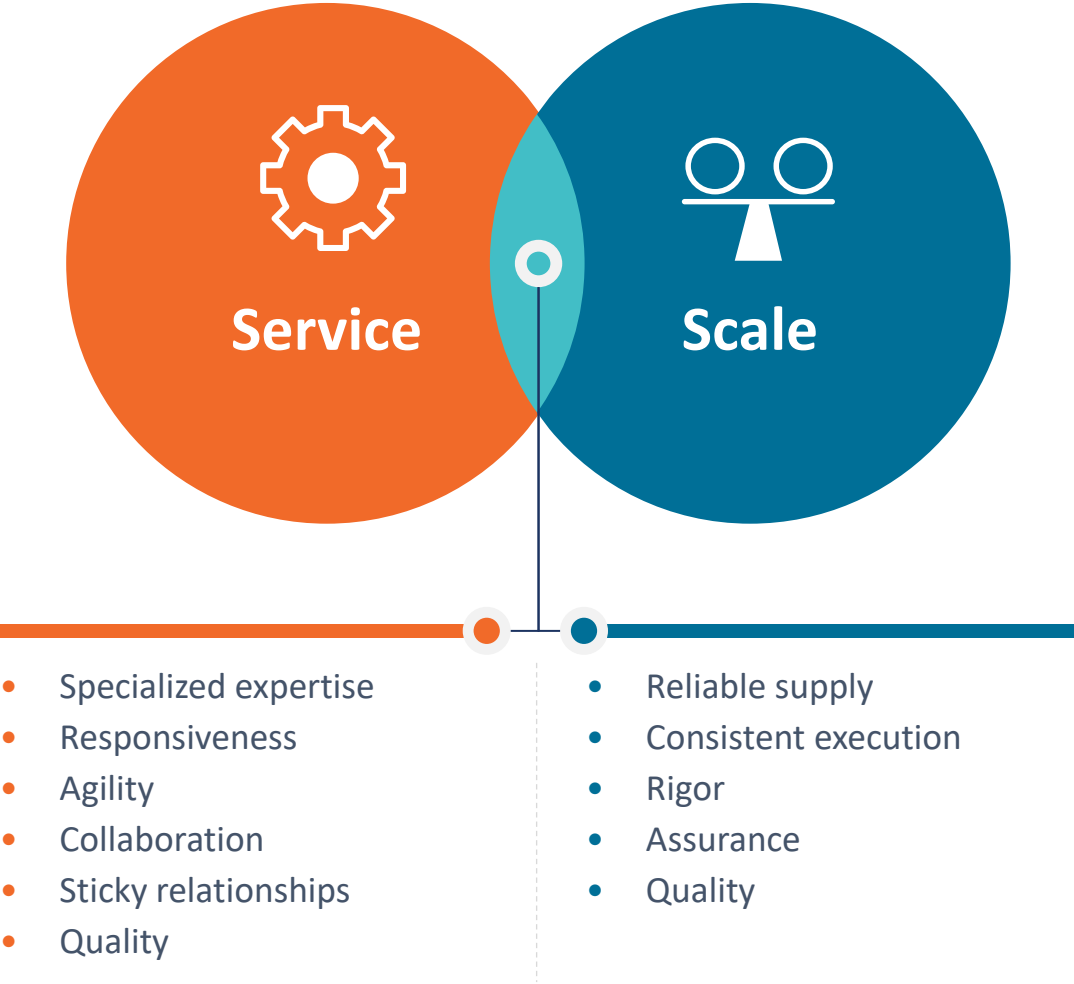 Service
Scale
• Specialized expertise
• Responsiveness
• Agility
• Collaboration
• Sticky relationships
• Quality
• Reliable supply
• Consistent execution
• Rigor
• Assurance
• Quality